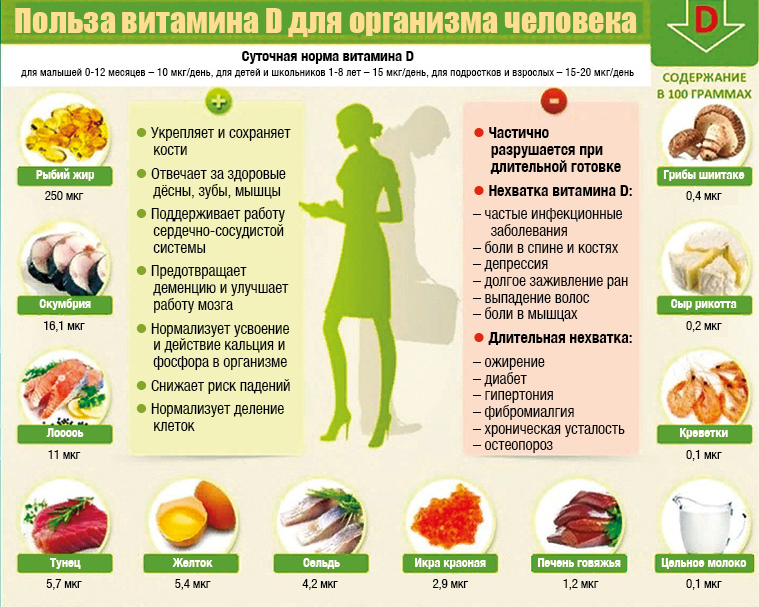 Польза витамина D для организма человека
D
Суточная норма витамина D
для малышей 0-12 месяцев – 10 мкг/день, для детей и школьников 1-8 лет – 15 мкг/день, для подростков и взрослых – 15-20 мкг/день
СОДЕРЖАНИЕ
В 100 ГРАММАХ
Рыбий жир
250 мкг
Скумбрия
16,1 мкг
Лосось
11 мкг
+
Укрепляет и сохраняет
кости
Отвечает за здоровые
дёсны, зубы, мышцы
Поддерживает работу
сердечно-сосудистой
системы
Предотвращает
деменцию и улучшает
работу мозга
Нормализует усвоение
и действие кальция и
фосфора в организме
Снижает риск падений
Нормализует деление
клеток
–
Частично
разрушается при
длительной готовке
Нехватка витамина D:
– частые инфекционные
заболевания
– боли в спине и костях
– депрессия
– долгое заживление ран
– выпадение волос
– боли в мышцах
Длительная нехватка:
– ожирение
– диабет
– гипертония
– фибромиалгия
– хроническая усталость
– остеопороз
Грибы шиитаке
0,4 мкг
Сыр рикотта
0,2 мкг
Креветки
0,1 мкг
Тунец
5,7 мкг
Желток
5,4 мкг
Сельдь
4,2 мкг
Икра красная
2,9 мкг
Печень говяжья
1,2 мкг
Цельное молоко
0,1 мкг